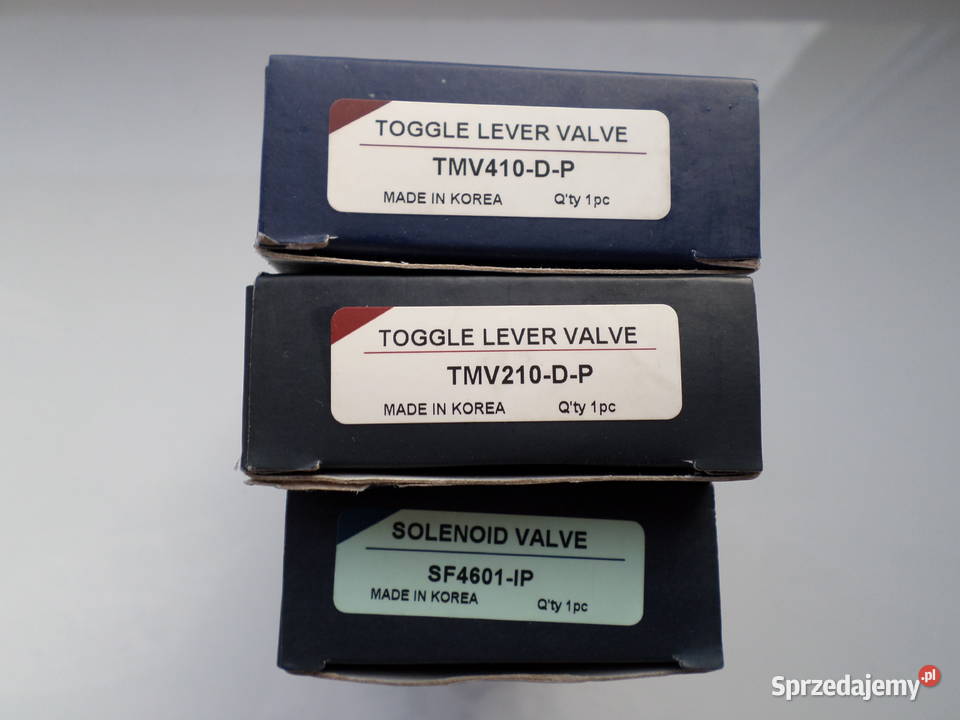 TOGGLE LEVER VALVE
TMV410-D-P
MADE IN KOREA Q'ty 1pc
TOGGLE LEVER VALVE
TMV210-D-P
MADE IN KOREA Q'ty 1pc
SOLENOID VALVE
SF4601-IP
MADE IN KOREA Q'ty 1pc
Sprzedajemy.pl